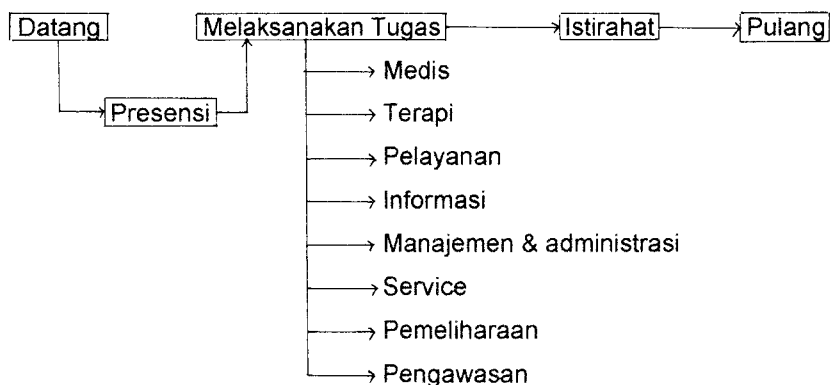 Datang Melaksanakan Tugas Istirahat Pulang
Medis
Presensi Terapi
Pelayanan
Informasi
Manajemen & administrasi
Service
Pemeliharaan
Pengawasan